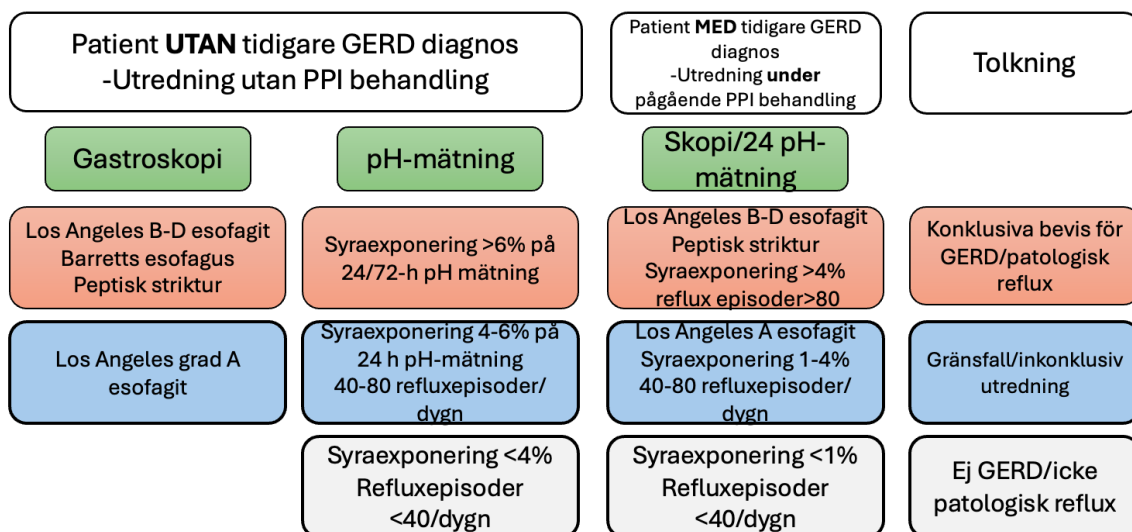 Patient UTAN tidigare GERD diagnos
-Utredning utan PPI behandling
Patient MED tidigare GERD
diagnos
-Utredning under
pågående PPI behandling
Tolkning
Gastroskopi
pH-mätning
Skopi/24 pH-
mätning
Los Angeles B-D esofagit
Barretts esofagus
Peptisk striktur
Syraexponering >6% på
24/72-h pH mätning
Los Angeles B-D esofagit
Peptisk striktur
Syraexponering >4%
reflux episoder>80
Konklusiva bevis för
GERD/patologisk
reflux
Los Angeles grad A
esofagit
Syraexponering 4-6% på
24 h pH-mätning
40-80 refluxepisoder/
dygn
Los Angeles A esofagit
Syraexponering 1-4%
40-80 refluxepisoder/
dygn
Gränsfall/inkonklusiv
utredning
Syraexponering <4%
Refluxepisoder
<40/dygn
Syraexponering <1%
Refluxepisoder
<40/dygn
Ej GERD/icke
patologisk reflux